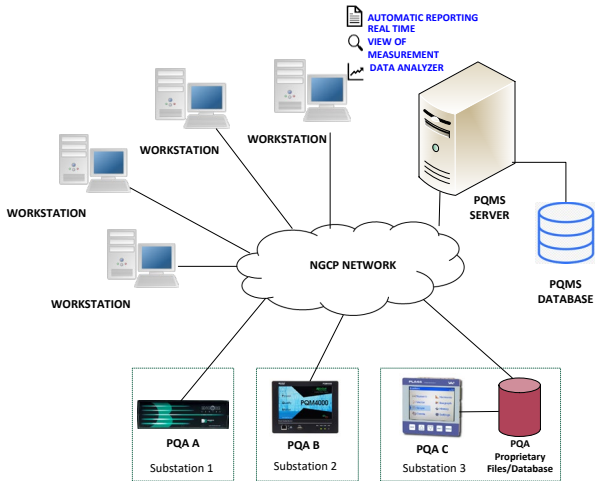 AUTOMATIC REPORTING
REAL TIME
VIEW OF
MEASUREMENT
DATA ANALYZER
WORKSTATION
WORKSTATION
WORKSTATION
WORKSTATION
PQMS
SERVER
NGCP NETWORK
PQMS
DATABASE
PQM4000
PQA A
Substation 1
PQA B
Substation 2
PQA C
Substation 3
PQA
Proprietary
Files/Database